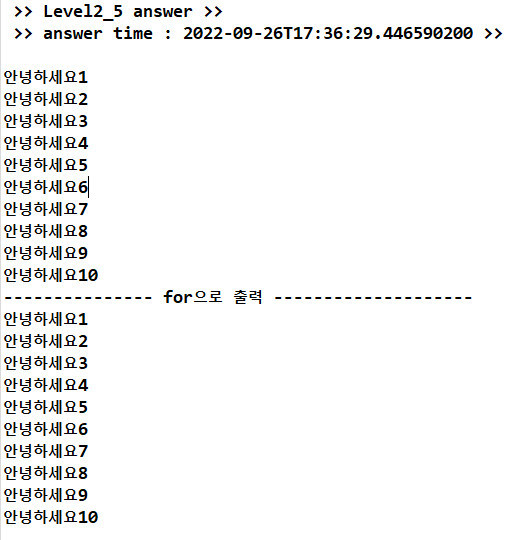 >> Level2_5 answer >>
>> answer time : 2022-09-26T17:36:29.446590200 >>
안녕하세요1
안녕하세요2
안녕하세요3
안녕하세요4
안녕하세요5
안녕하세요6
안녕하세요7
안녕하세요8
안녕하세요9
안녕하세요10
--------------- for으로 출력 --------------------
안녕하세요1
안녕하세요2
안녕하세요3
안녕하세요4
안녕하세요5
안녕하세요6
안녕하세요7
안녕하세요8
안녕하세요9
안녕하세요10